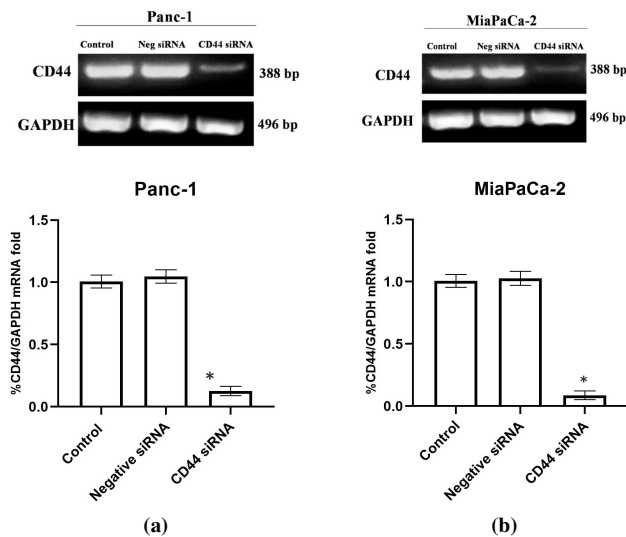 Panc-1
Control Neg siRNA CD44 siRNA
CD44 388 bp
GAPDH 496 bp
Panc-1
%CD44/GAPDH mRNA fold
1.5
1.0
0.5
0.0
*
Control
Negative siRNA
CD44 siRNA
(a)
MiaPaCa-2
Control Neg siRNA CD44 siRNA
CD44 388 bp
GAPDH 496 bp
MiaPaCa-2
%CD44/GAPDH mRNA fold
1.5
1.0
0.5
0.0
*
Control
Negative siRNA
CD44 siRNA
(b)